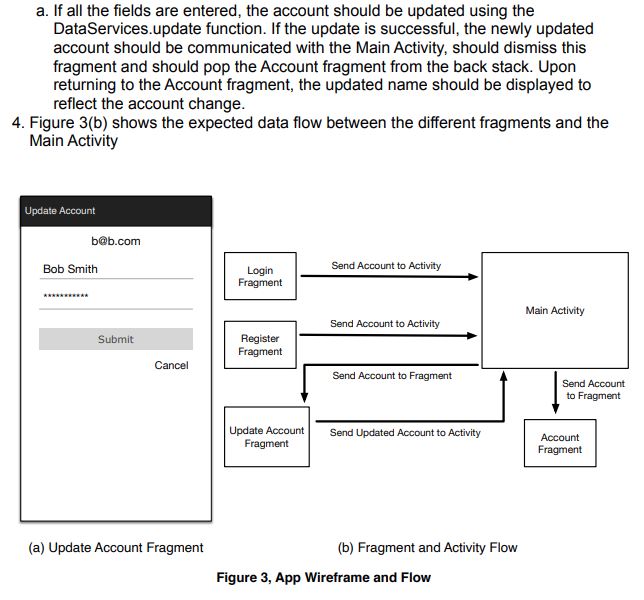 a. If all the fields are entered, the account should be updated using the
DataServices.update function. If the update is successful, the newly updated
account should be communicated with the Main Activity, should dismiss this
fragment and should pop the Account fragment from the back stack. Upon
returning to the Account fragment, the updated name should be displayed to
reflect the account change.
4. Figure 3(b) shows the expected data flow between the different fragments and the
Main Activity
Update Account
b@b.com
Bob Smith
***********
Submit
Cancel
Login
Fragment
Send Account to Activity
Main Activity
Register
Fragment
Send Account to Activity
Send Account to Fragment
Send Account
to Fragment
Update Account
Fragment
Send Updated Account to Activity
Account
Fragment
(a) Update Account Fragment
(b) Fragment and Activity Flow
Figure 3, App Wireframe and Flow